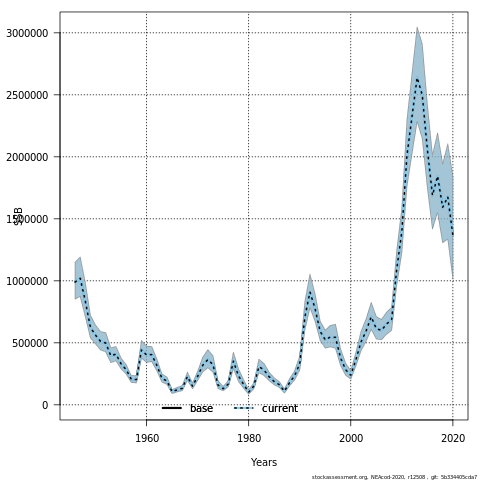 3000000
2500000
2000000
1500000
SSB
1000000
500000
0
base current
1960 1980 2000 2020
Years
stockassessment.org, NEAcod-2020, r12508 , git: 5b334405cda7